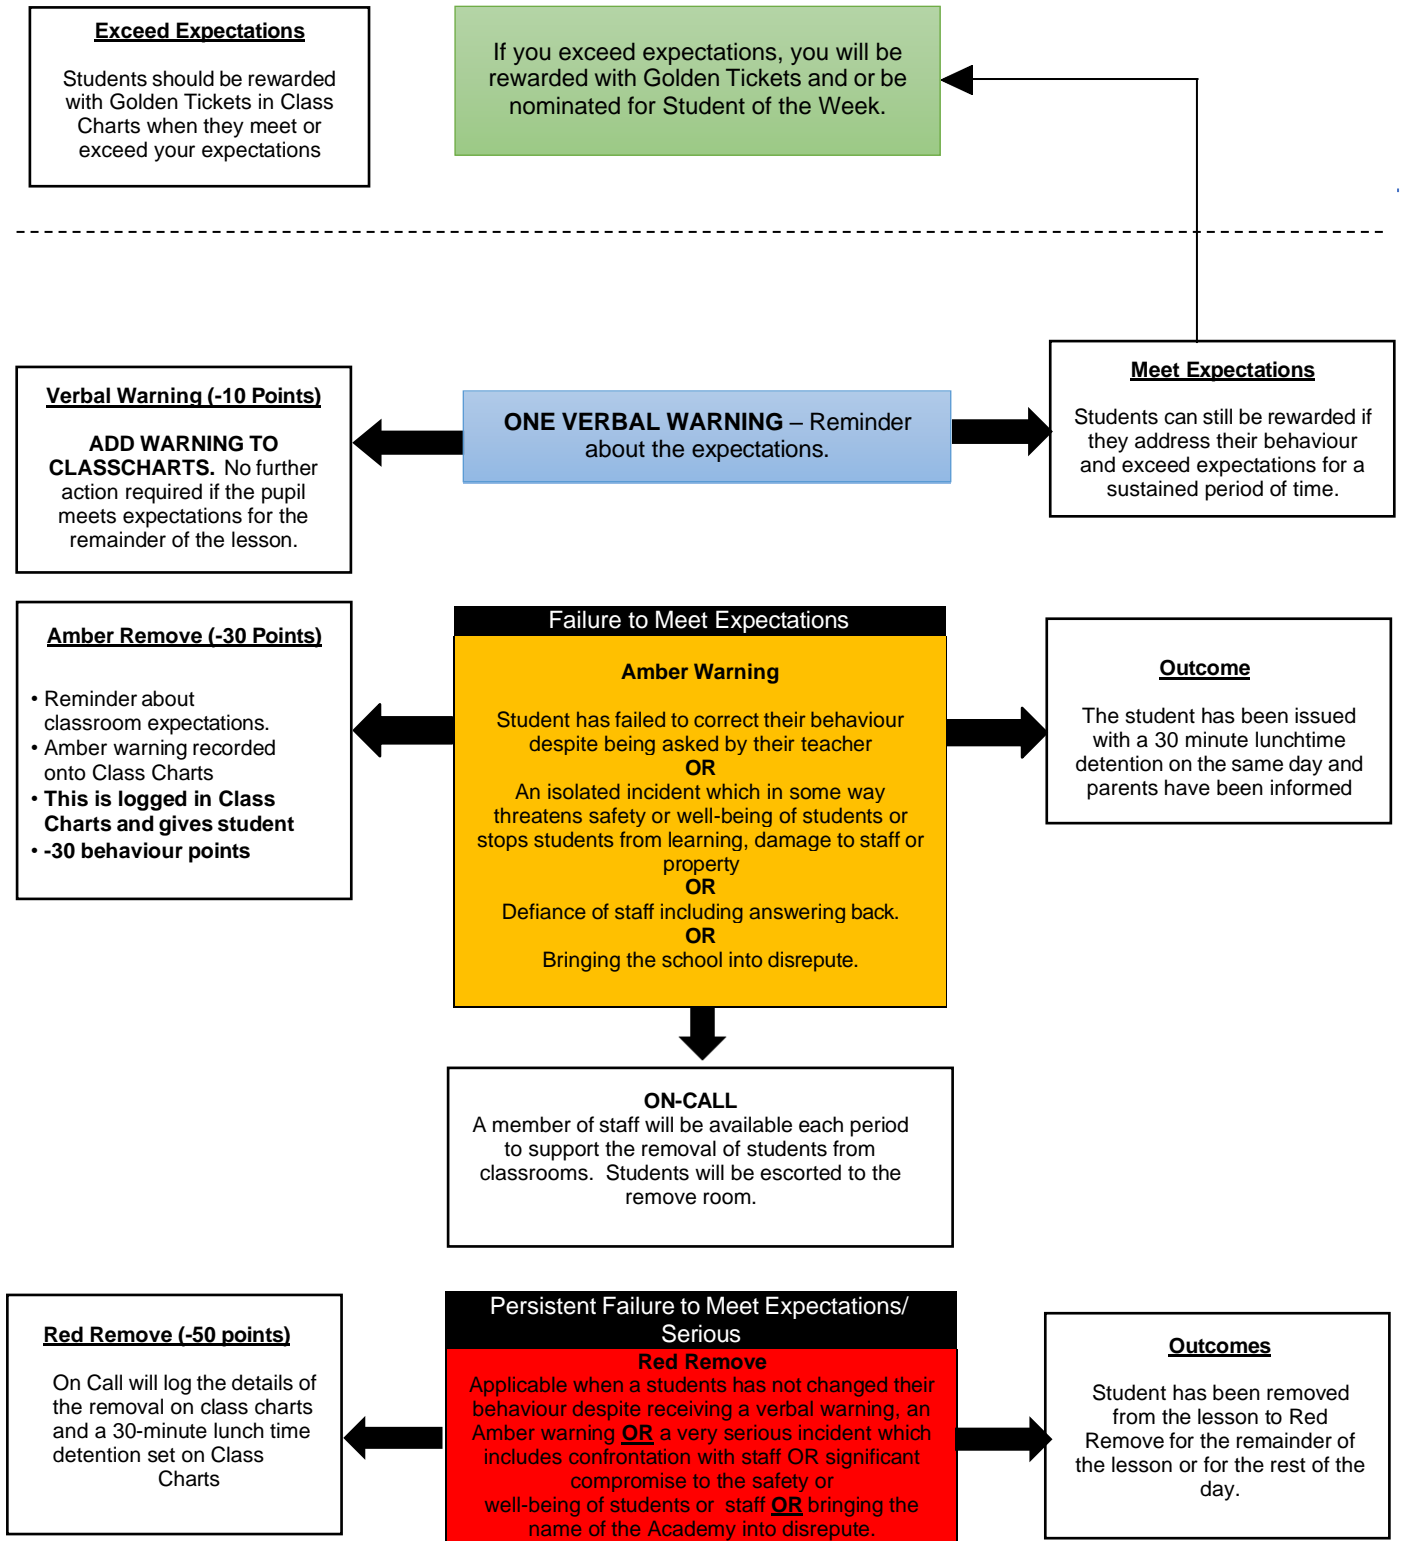 Exceed Expectations
Students should be rewarded
with Golden Tickets in Class
Charts when they meet or
exceed your expectations
If you exceed expectations, you will be
rewarded with Golden Tickets and or be
nominated for Student of the Week.
Verbal Warning (-10 Points)
ADD WARNING TO
CLASSCHARTS. No further
action required if the pupil
meets expectations for the
remainder of the lesson.
ONE VERBAL WARNING – Reminder
about the expectations.
Meet Expectations
Students can still be rewarded if
they address their behaviour
and exceed expectations for a
sustained period of time.
Amber Remove (-30 Points)
• Reminder about
classroom expectations.
• Amber warning recorded
onto Class Charts
• This is logged in Class
Charts and gives student
• -30 behaviour points
Failure to Meet Expectations
Amber Warning
Student has failed to correct their behaviour
despite being asked by their teacher
OR
An isolated incident which in some way
threatens safety or well-being of students or
stops students from learning, damage to staff or
property
OR
Defiance of staff including answering back.
OR
Bringing the school into disrepute.
Outcome
The student has been issued
with a 30 minute lunchtime
detention on the same day and
parents have been informed
ON-CALL
A member of staff will be available each period
to support the removal of students from
classrooms. Students will be escorted to the
remove room.
Red Remove (-50 points)
On Call will log the details of
the removal on class charts
and a 30-minute lunch time
detention set on Class
Charts
Persistent Failure to Meet Expectations/
Serious
Red Remove
Applicable when a students has not changed their
behaviour despite receiving a verbal warning, an
Amber warning OR a very serious incident which
includes confrontation with staff OR significant
compromise to the safety or
well-being of students or staff OR bringing the
name of the Academy into disrepute.
Outcomes
Student has been removed
from the lesson to Red
Remove for the remainder of
the lesson or for the rest of the
day.